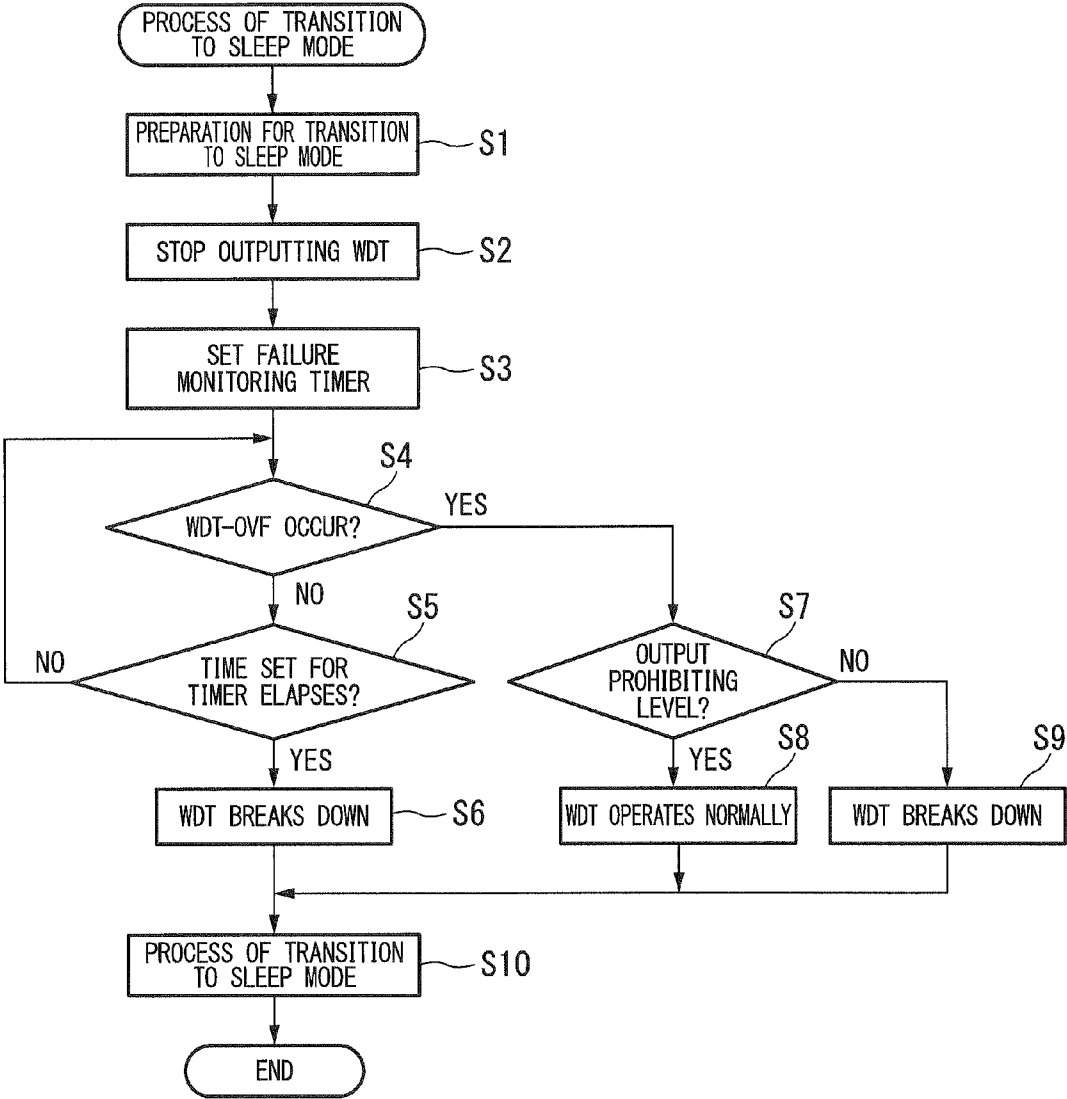 PROCESS OF TRANSITION
TO SLEEP MODE
PREPARATION FOR TRANSITION
TO SLEEP MODE
S1
STOP OUTPUTTING WDT
S2
SET FAILURE
MONITORING TIMER
S3
S4
WDT-OVF OCCUR?
YES
NO
S5
TIME SET FOR
TIMER ELAPSES?
NO
YES
S7
OUTPUT
PROHIBITING
LEVEL?
NO
YES
WDT BREAKS DOWN
S6
S8
WDT OPERATES NORMALLY
S9
WDT BREAKS DOWN
PROCESS OF TRANSITION
TO SLEEP MODE
S10
END